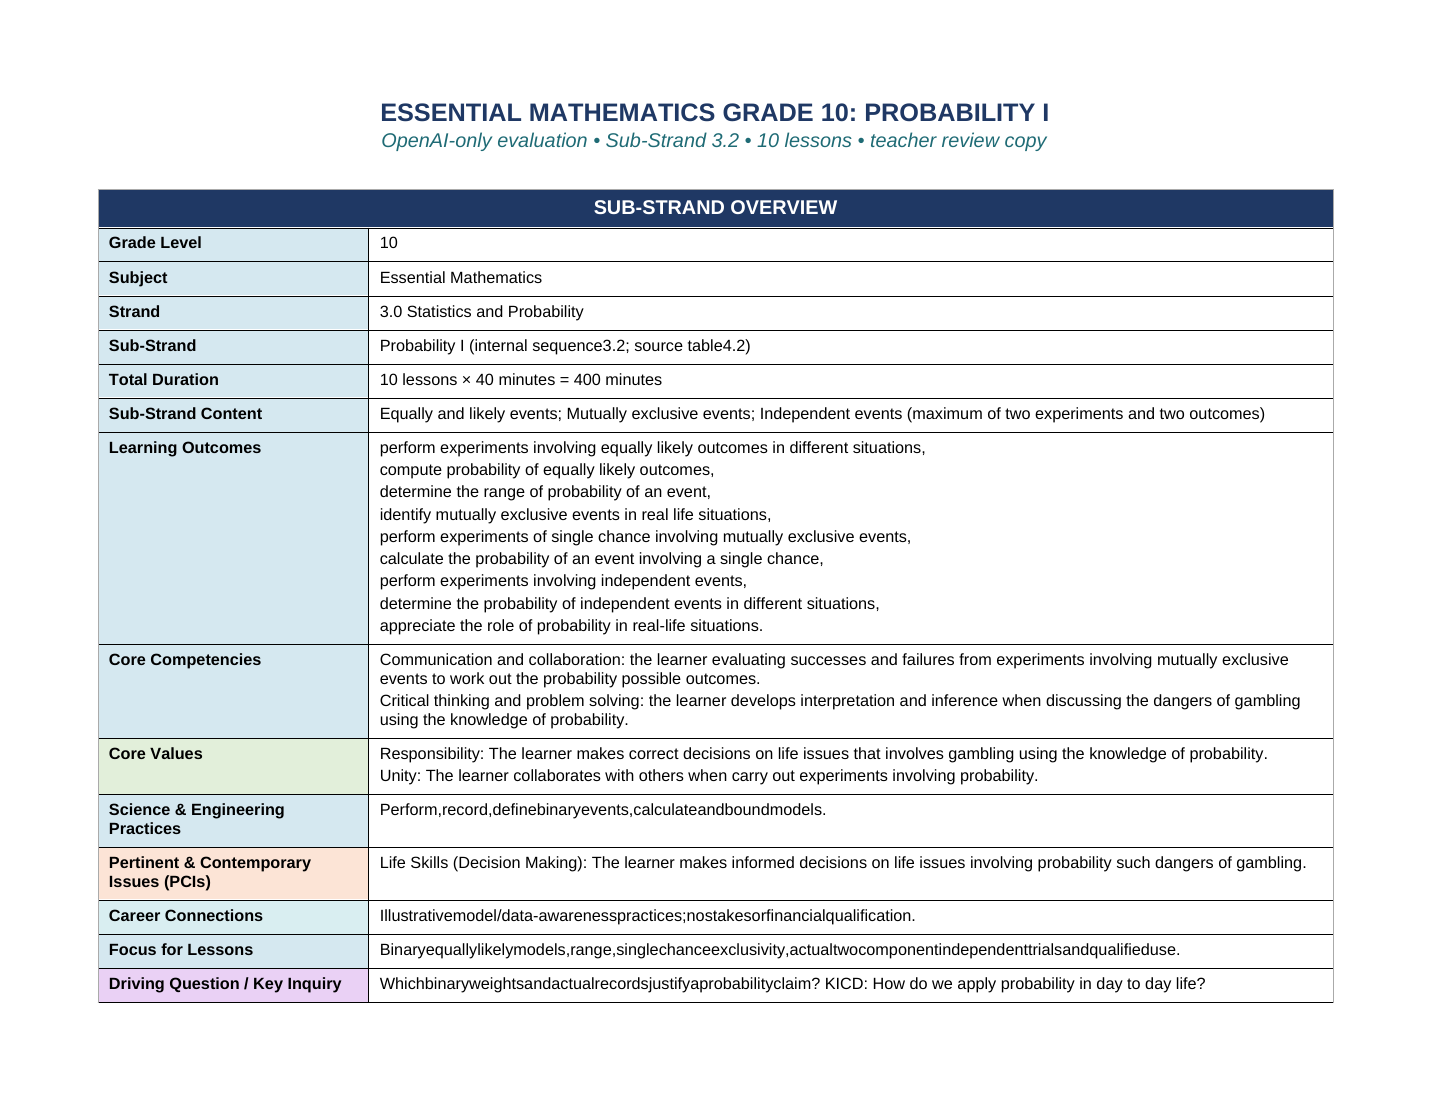 ESSENTIAL MATHEMATICS GRADE 10: PROBABILITY I
OpenAI-only evaluation • Sub-Strand 3.2 • 10 lessons • teacher review copy
SUB-STRAND OVERVIEW
Grade Level
10
Subject
Essential Mathematics
Strand
3.0 Statistics and Probability
Sub-Strand
Probability I (internal sequence3.2; source table4.2)
Total Duration
10 lessons × 40 minutes = 400 minutes
Sub-Strand Content
Equally and likely events; Mutually exclusive events; Independent events (maximum of two experiments and two outcomes)
Learning Outcomes
perform experiments involving equally likely outcomes in different situations,
compute probability of equally likely outcomes,
determine the range of probability of an event,
identify mutually exclusive events in real life situations,
perform experiments of single chance involving mutually exclusive events,
calculate the probability of an event involving a single chance,
perform experiments involving independent events,
determine the probability of independent events in different situations,
appreciate the role of probability in real-life situations.
Core Competencies
Communication and collaboration: the learner evaluating successes and failures from experiments involving mutually exclusive
events to work out the probability possible outcomes.
Critical thinking and problem solving: the learner develops interpretation and inference when discussing the dangers of gambling
using the knowledge of probability.
Core Values
Responsibility: The learner makes correct decisions on life issues that involves gambling using the knowledge of probability.
Unity: The learner collaborates with others when carry out experiments involving probability.
Science & Engineering
Practices
Perform,record,definebinaryevents,calculateandboundmodels.
Pertinent & Contemporary
Issues (PCIs)
Life Skills (Decision Making): The learner makes informed decisions on life issues involving probability such dangers of gambling.
Career Connections
Illustrativemodel/data-awarenesspractices;nostakesorfinancialqualification.
Focus for Lessons
Binaryequallylikelymodels,range,singlechanceexclusivity,actualtwocomponentindependenttrialsandqualifieduse.
Driving Question / Key Inquiry
Whichbinaryweightsandactualrecordsjustifyaprobabilityclaim? KICD: How do we apply probability in day to day life?